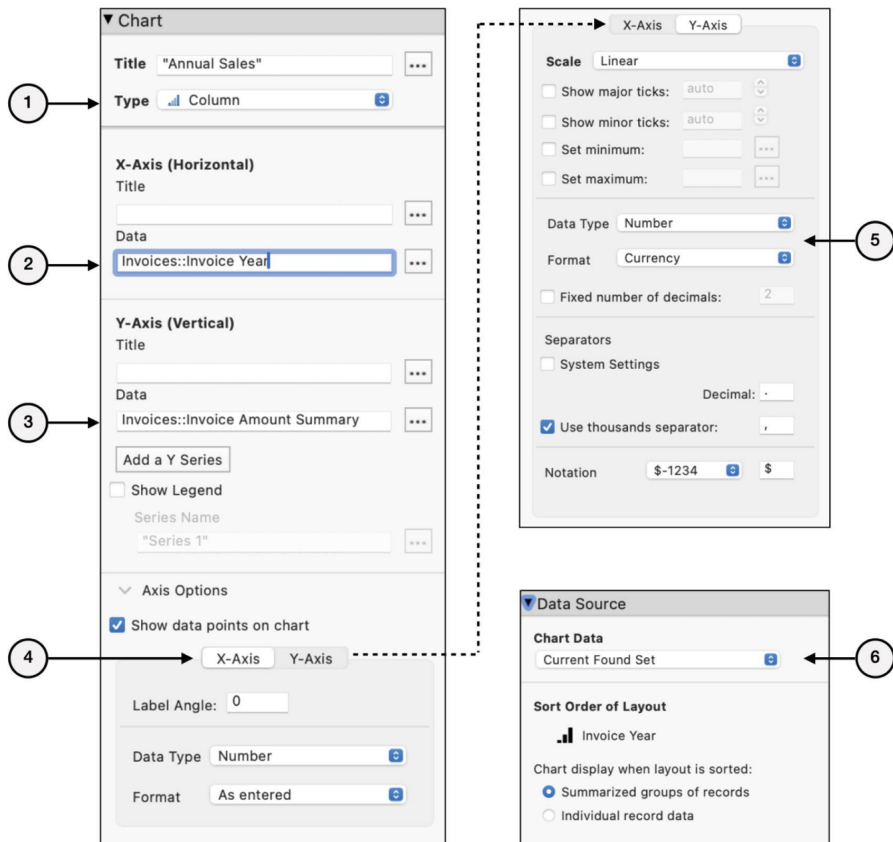 Chart
Title "Annual Sales" ...
1
Type Column
X-Axis (Horizontal)
Title
...
Data
2
Invoices::Invoice Year ...
Y-Axis (Vertical)
Title
...
Data
3
Invoices::Invoice Amount Summary ...
Add a Y Series
Show Legend
Series Name
"Series 1" ...
Axis Options
Show data points on chart
4
X-Axis Y-Axis
Label Angle: 0
Data Type Number
Format As entered
X-Axis Y-Axis
Scale Linear
Show major ticks: auto
Show minor ticks: auto
Set minimum: ...
Set maximum: ...
Data Type Number
5
Format Currency
Fixed number of decimals: 2
Separators
System Settings
Decimal: .
Use thousands separator: ,
Notation $-1234 $
Data Source
Chart Data
Current Found Set
6
Sort Order of Layout
Invoice Year
Chart display when layout is sorted:
Summarized groups of records
Individual record data